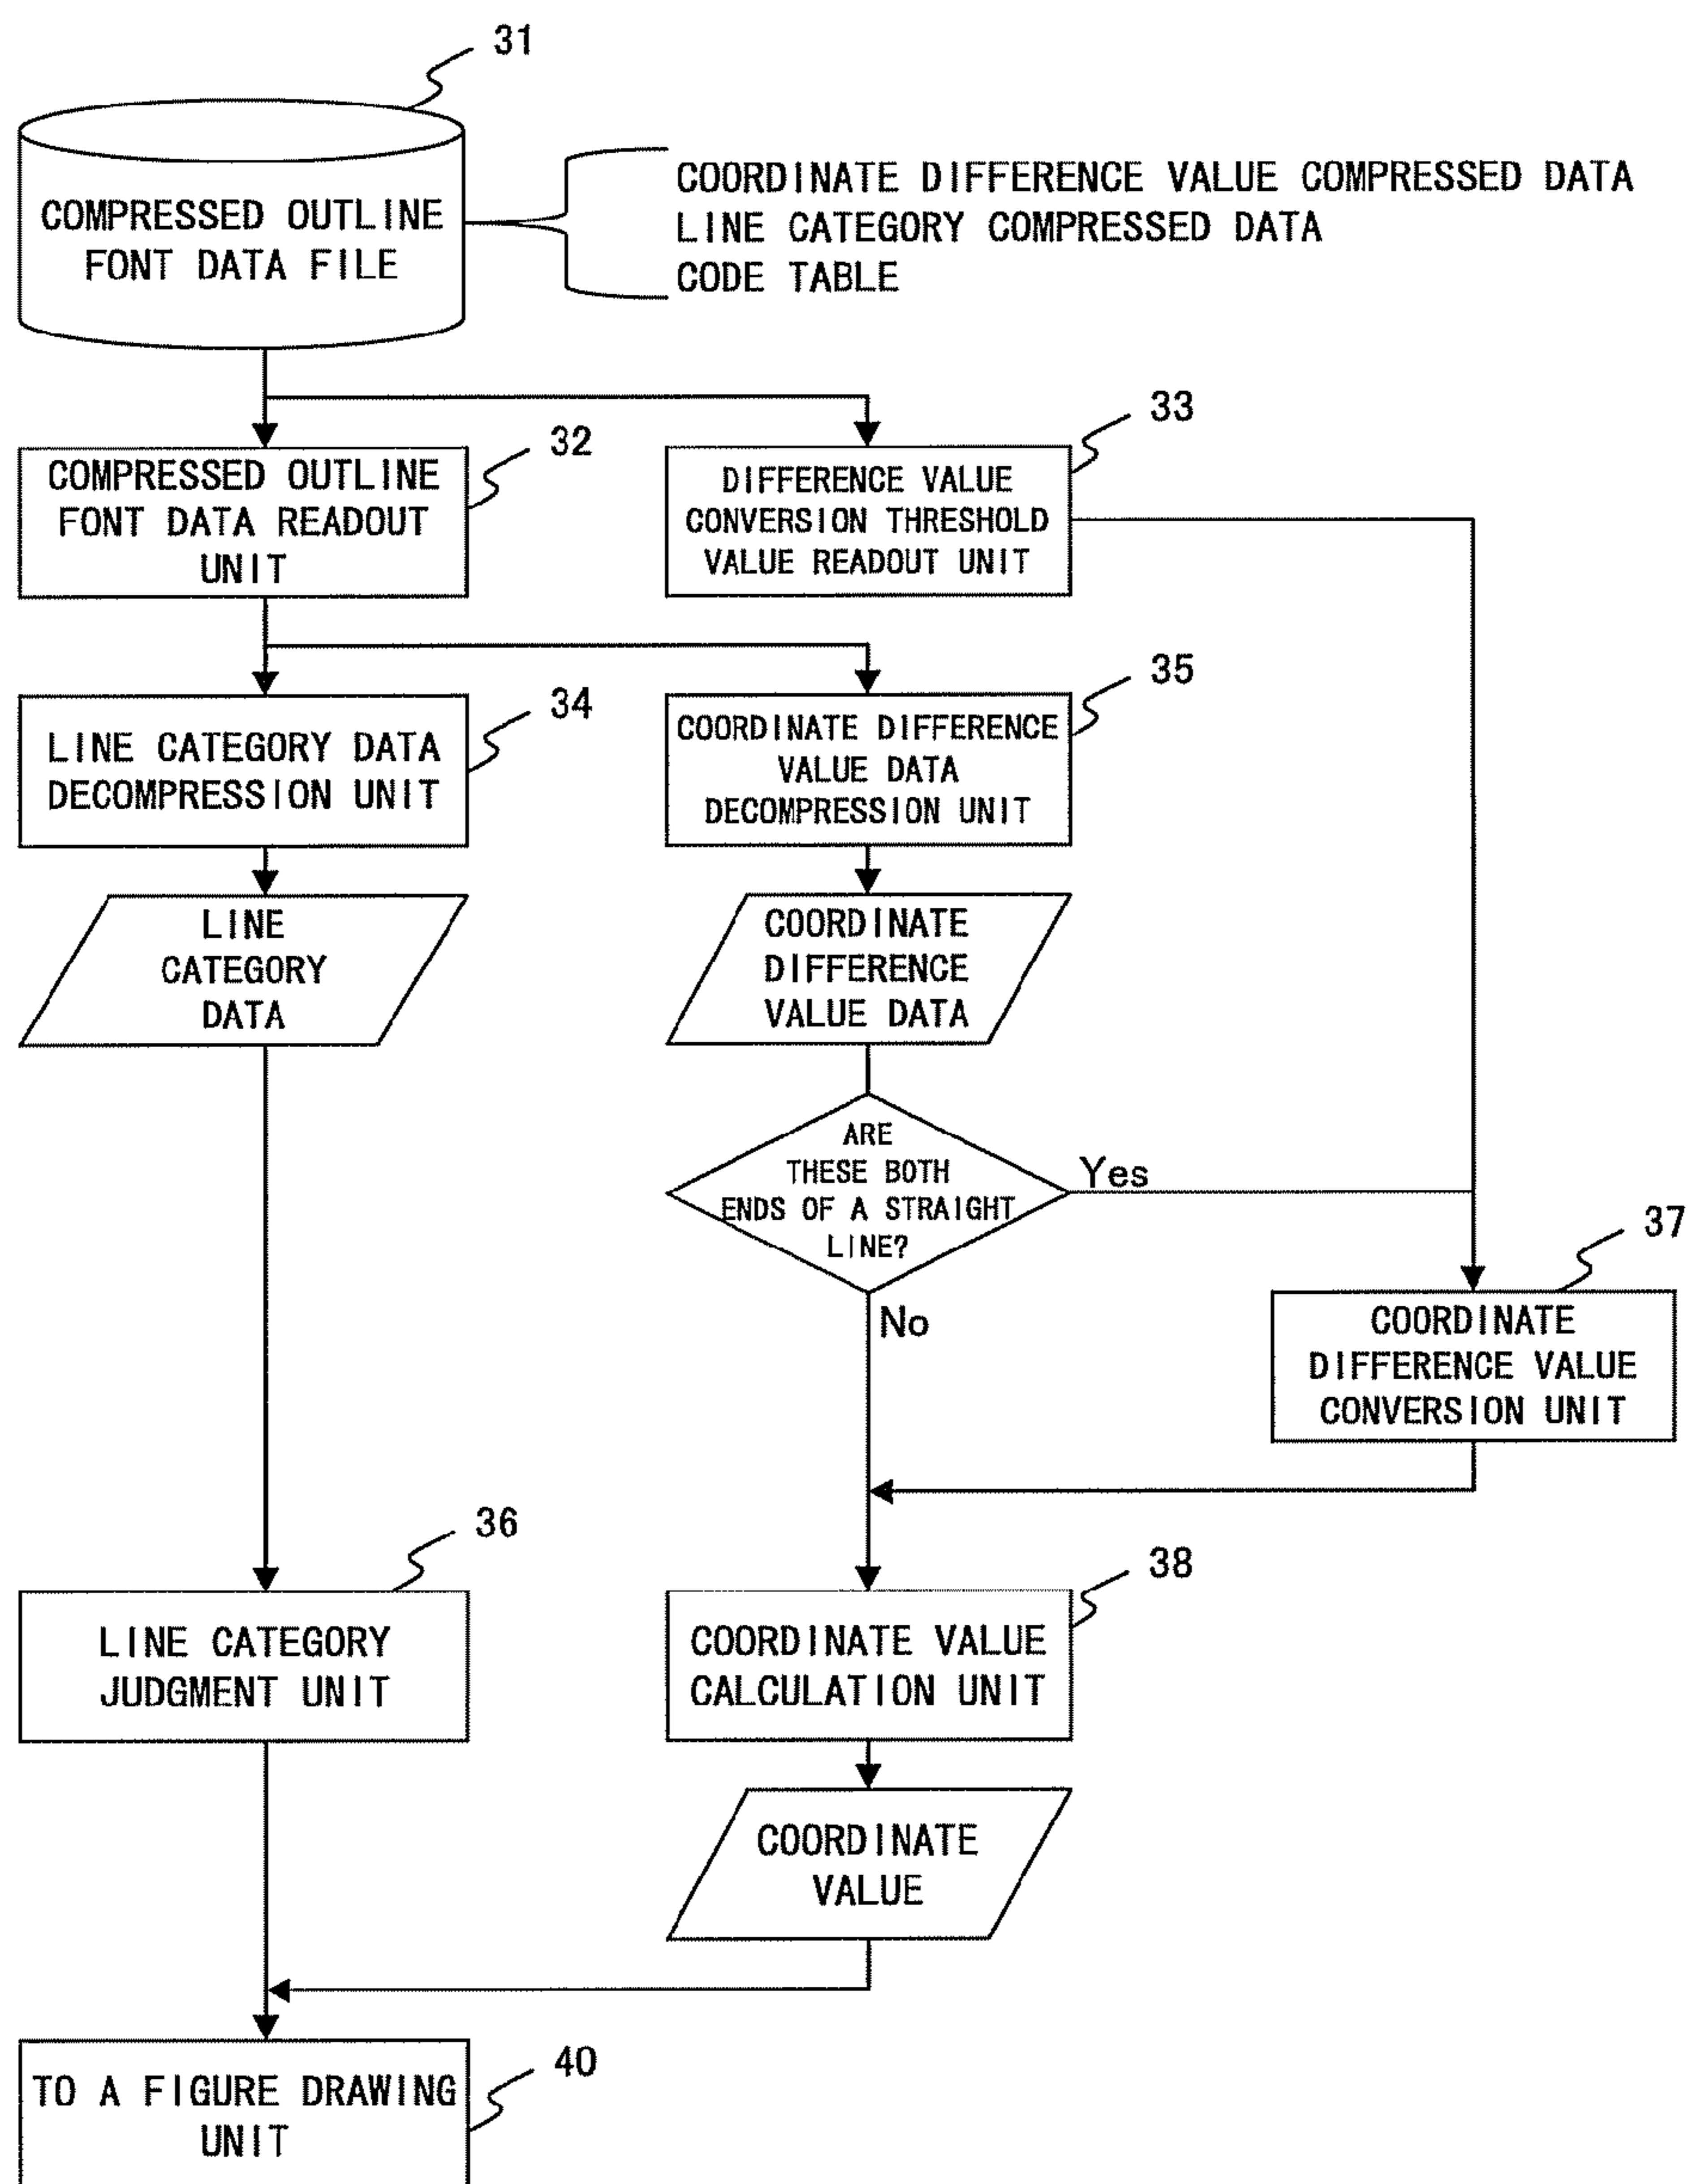 31
COMPRESSED OUTLINE
FONT DATA FILE
COORDINATE DIFFERENCE VALUE COMPRESSED DATA
LINE CATEGORY COMPRESSED DATA
CODE TABLE
32
COMPRESSED OUTLINE
FONT DATA READOUT
UNIT
33
DIFFERENCE VALUE
CONVERSION THRESHOLD
VALUE READOUT UNIT
34
LINE CATEGORY DATA
DECOMPRESSION UNIT
35
COORDINATE DIFFERENCE
VALUE DATA
DECOMPRESSION UNIT
LINE
CATEGORY
DATA
COORDINATE
DIFFERENCE
VALUE DATA
ARE
THESE BOTH
ENDS OF A STRAIGHT
LINE?
Yes
No
37
COORDINATE
DIFFERENCE VALUE
CONVERSION UNIT
36
LINE CATEGORY
JUDGMENT UNIT
38
COORDINATE VALUE
CALCULATION UNIT
COORDINATE
VALUE
40
TO A FIGURE DRAWING
UNIT